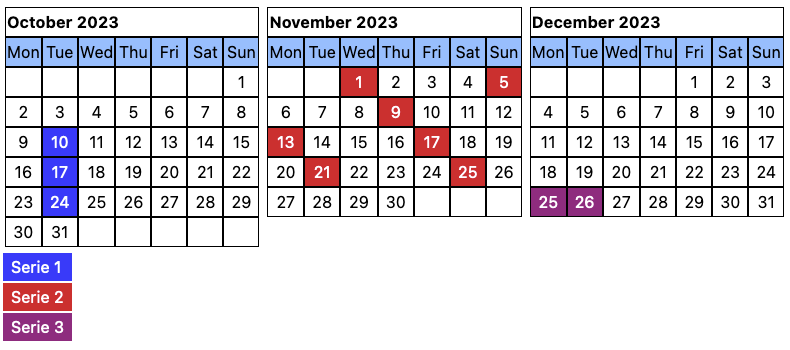 October 2023
Mon Tue Wed Thu Fri Sat Sun
1
2 3 4 5 6 7 8
9 10 11 12 13 14 15
16 17 18 19 20 21 22
23 24 25 26 27 28 29
30 31
November 2023
Mon Tue Wed Thu Fri Sat Sun
1 2 3 4 5
6 7 8 9 10 11 12
13 14 15 16 17 18 19
20 21 22 23 24 25 26
27 28 29 30
December 2023
Mon Tue Wed Thu Fri Sat Sun
1 2 3
4 5 6 7 8 9 10
11 12 13 14 15 16 17
18 19 20 21 22 23 24
25 26 27 28 29 30 31
Serie 1
Serie 2
Serie 3